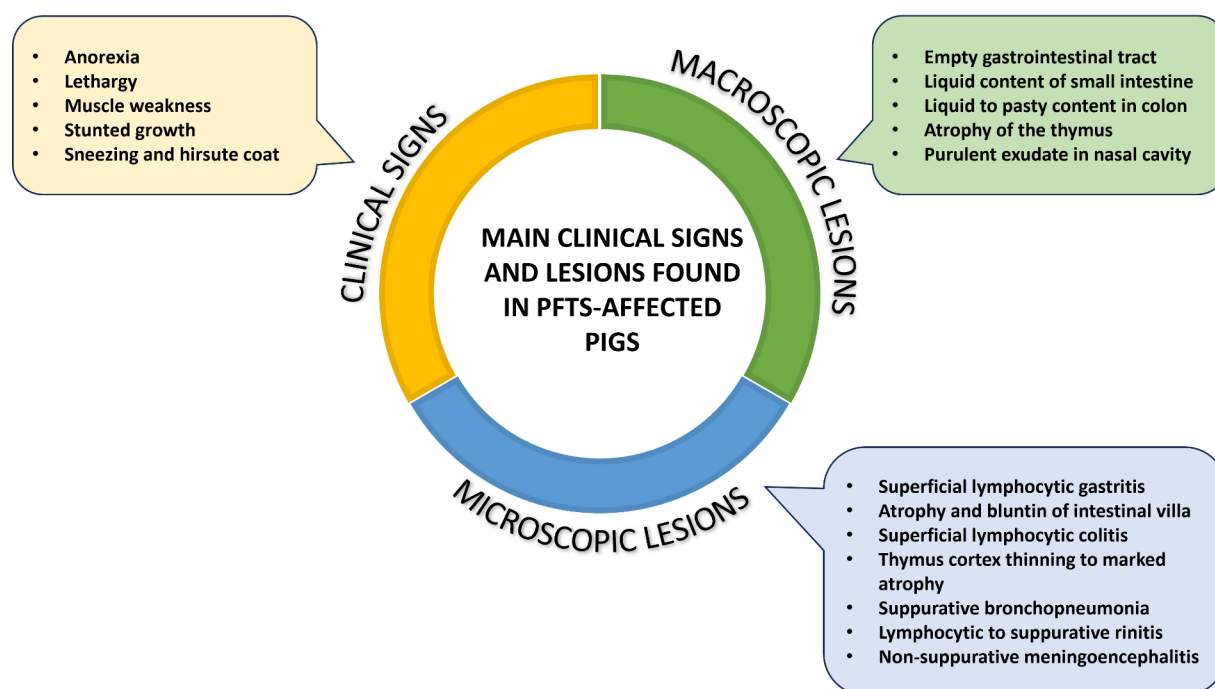 • Anorexia
• Lethargy
• Muscle weakness
• Stunted growth
• Sneezing and hirsute coat
CLINICAL SIGNS
MACROSCOPIC LESIONS
• Empty gastrointestinal tract
• Liquid content of small intestine
• Liquid to pasty content in colon
• Atrophy of the thymus
• Purulent exudate in nasal cavity
MAIN CLINICAL SIGNS
AND LESIONS FOUND
IN PFTS-AFFECTED
PIGS
MICROSCOPIC LESIONS
• Superficial lymphocytic gastritis
• Atrophy and bluntin of intestinal villa
• Superficial lymphocytic colitis
• Thymus cortex thinning to marked
atrophy
• Suppurative bronchopneumonia
• Lymphocytic to suppurative rinitis
• Non-suppurative meningoencephalitis